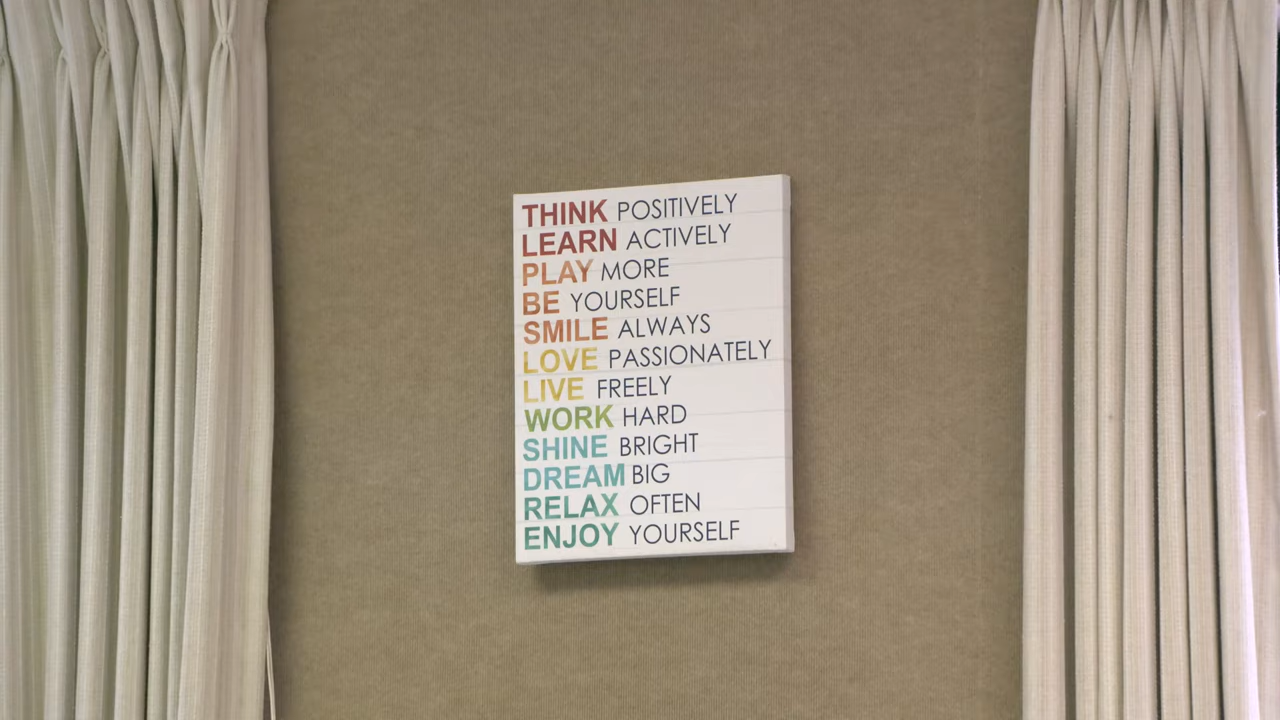 THINK POSITIVELY
LEARN ACTIVELY
PLAY MORE
BE YOURSELF
SMILE ALWAYS
LOVE PASSIONATELY
LIVE FREELY
WORK HARD
SHINE BRIGHT
DREAM BIG
RELAX OFTEN
ENJOY YOURSELF